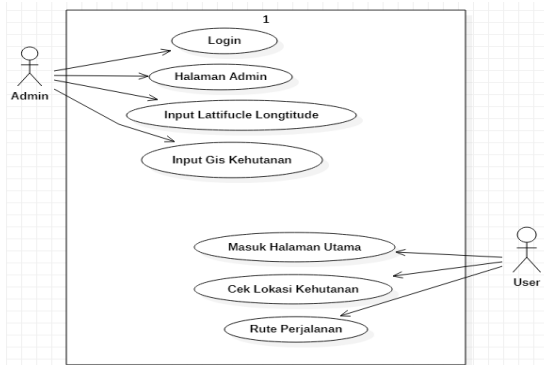 1
Login
Halaman Admin
Admin
Input Lattifucle Longtitude
Input Gis Kehutanan
Masuk Halaman Utama
Cek Lokasi Kehutanan
User
Rute Perjalanan